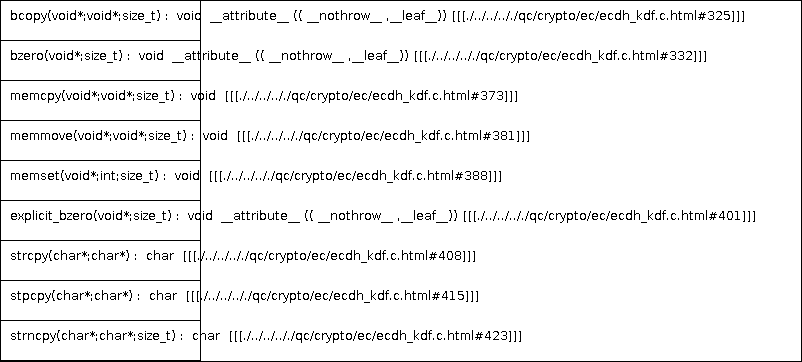 bcopy(void*;void*;size_t) :  void  __attribute__ (( __nothrow__ ,__leaf__)) [[[./../../.././qc/crypto/ec/ecdh_kdf.c.html#325]]]
bzero(void*;size_t) :  void  __attribute__ (( __nothrow__ ,__leaf__)) [[[./../../.././qc/crypto/ec/ecdh_kdf.c.html#332]]]
memcpy(void*;void*;size_t) :  void  [[[./../../.././qc/crypto/ec/ecdh_kdf.c.html#373]]]
memmove(void*;void*;size_t) :  void  [[[./../../.././qc/crypto/ec/ecdh_kdf.c.html#381]]]
memset(void*;int;size_t) :  void  [[[./../../.././qc/crypto/ec/ecdh_kdf.c.html#388]]]
explicit_bzero(void*;size_t) :  void  __attribute__ (( __nothrow__ ,__leaf__)) [[[./../../.././qc/crypto/ec/ecdh_kdf.c.html#401]]]
strcpy(char*;char*) :  char  [[[./../../.././qc/crypto/ec/ecdh_kdf.c.html#408]]]
stpcpy(char*;char*) :  char  [[[./../../.././qc/crypto/ec/ecdh_kdf.c.html#415]]]
strncpy(char*;char*;size_t) :  char  [[[./../../.././qc/crypto/ec/ecdh_kdf.c.html#423]]]